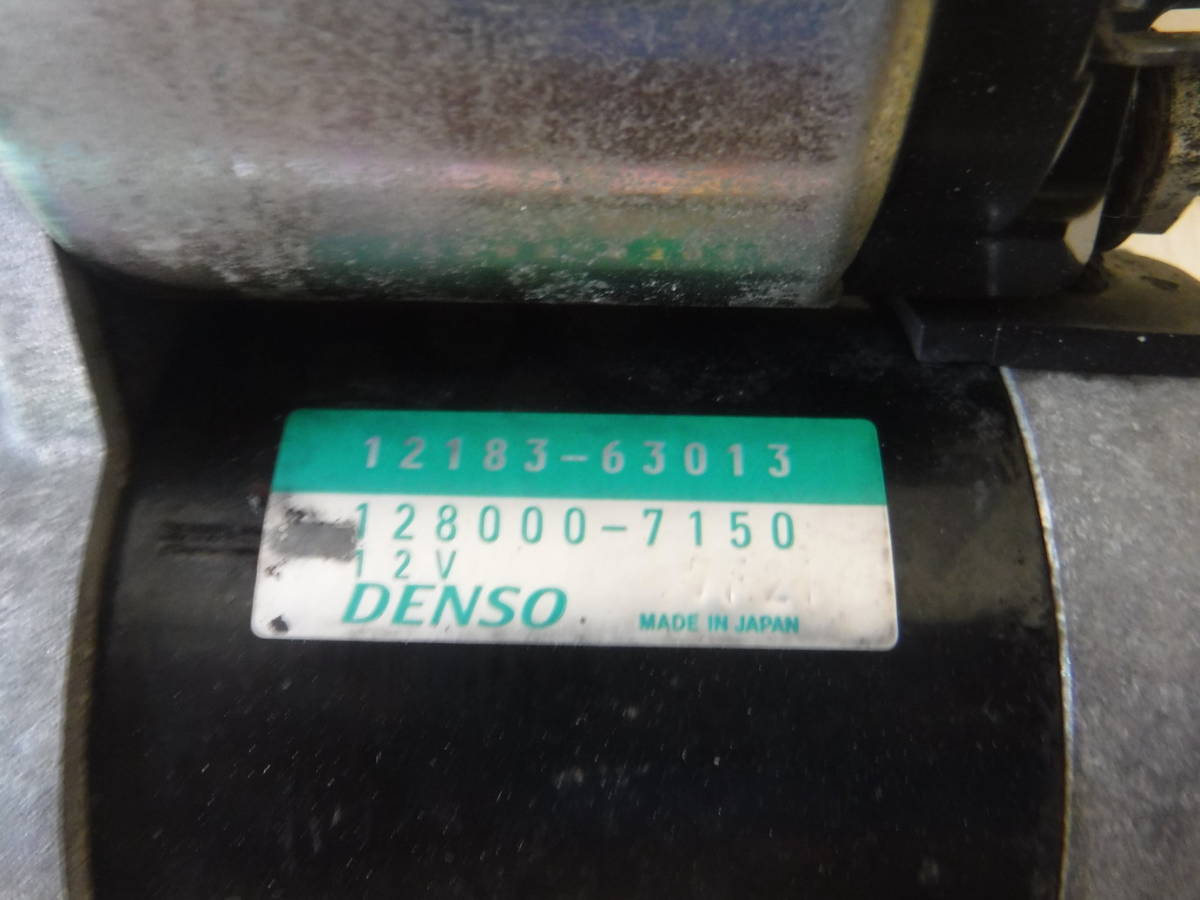 12183-63013
128000-7150
12V
DENSO
MADE IN JAPAN